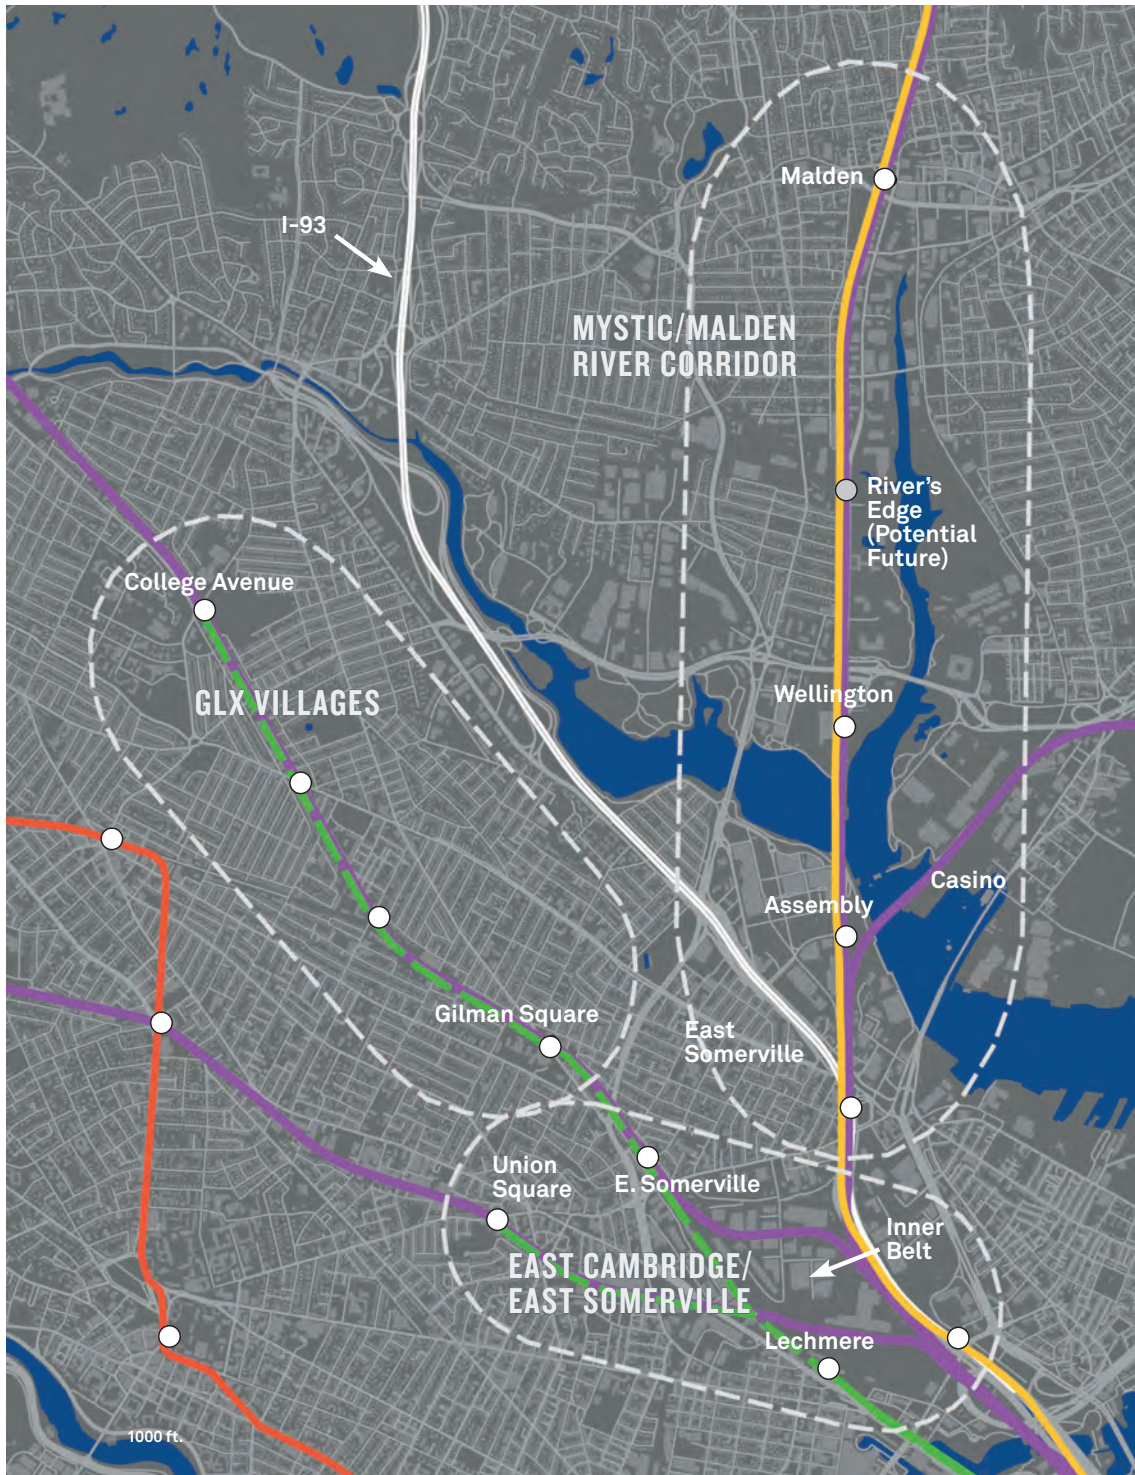 Malden
I-93
MYSTIC/MALDEN
RIVER CORRIDOR
River's
Edge
(Potential
Future)
College Avenue
GLX VILLAGES
Wellington
Casino
Assembly
Gilman Square
East
Somerville
Union
Square
E. Somerville
Inner
Belt
EAST CAMBRIDGE/
EAST SOMERVILLE
Lechmere
1000 ft.